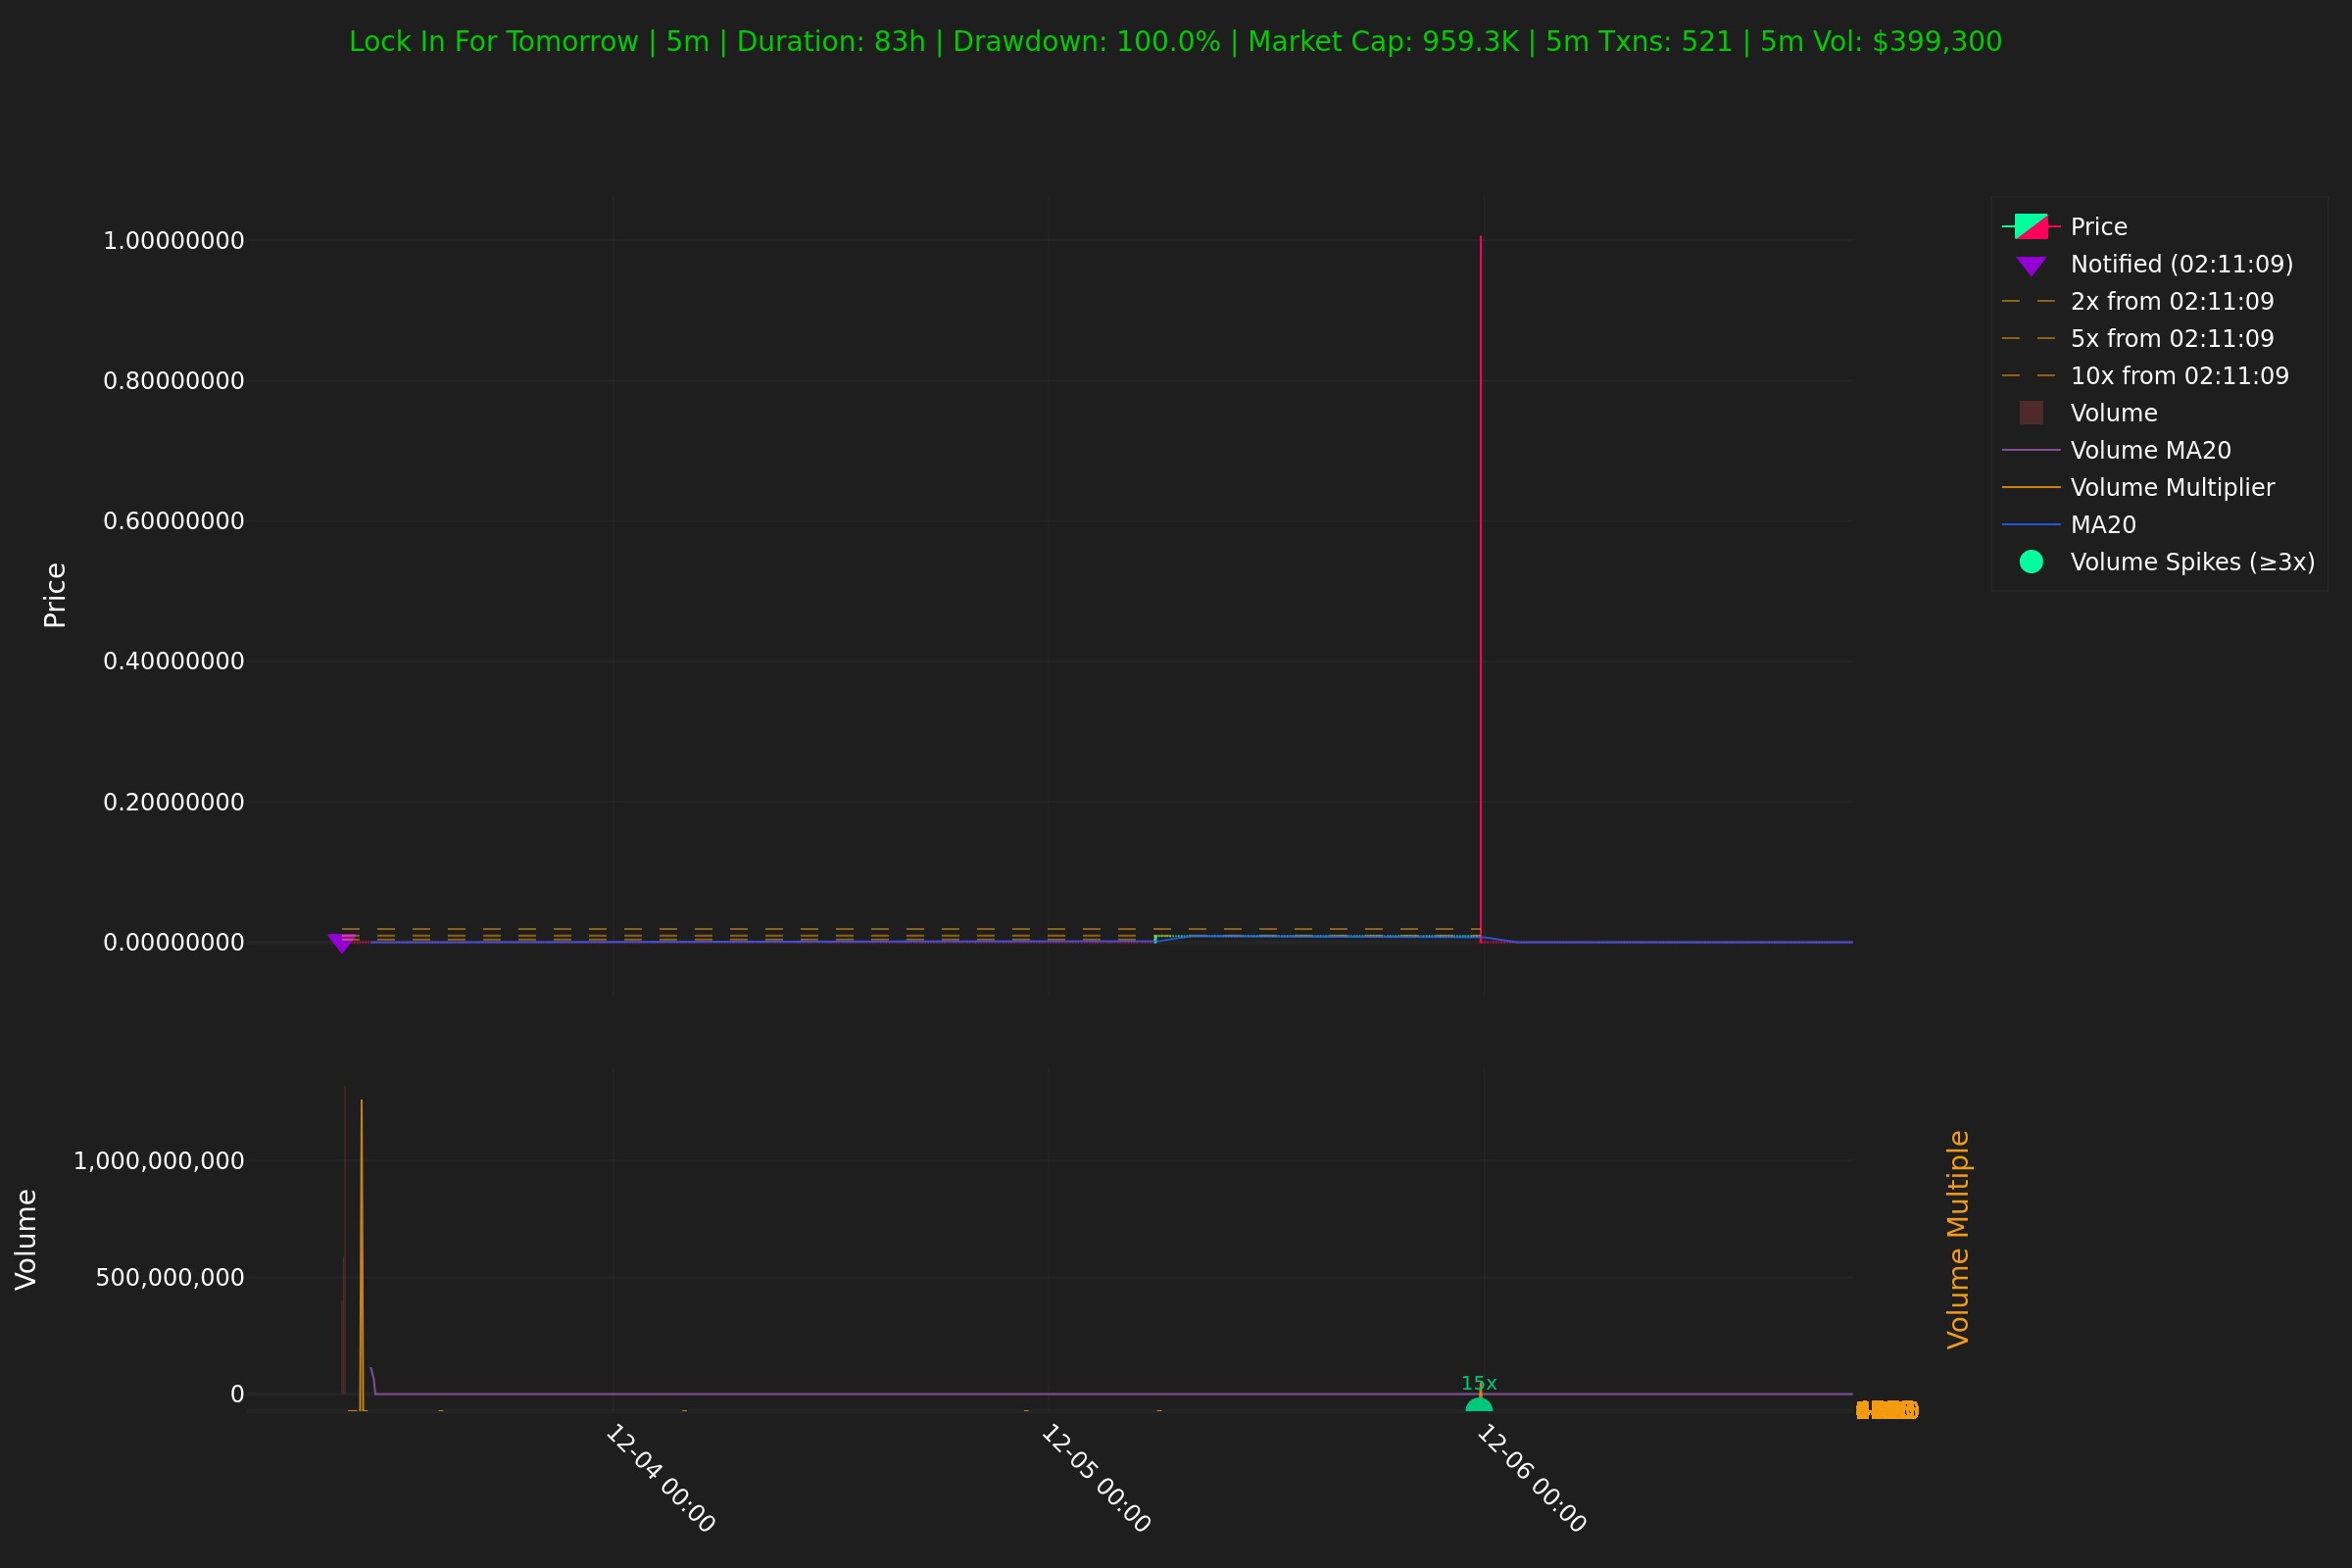 Lock In For Tomorrow | 5m | Duration: 83h | Drawdown: 100.0% | Market Cap: 959.3K | 5m Txns: 521 | 5m Vol: $399,300
Price
1.00000000
0.80000000
0.60000000
0.40000000
0.20000000
0.00000000
Price
Notified (02:11:09)
2x from 02:11:09
5x from 02:11:09
10x from 02:11:09
Volume
Volume MA20
Volume Multiplier
MA20
Volume Spikes (≥3x)
Volume
1,000,000,000
500,000,000
0
15x
Volume Multiple
12-04 00:00
12-05 00:00
12-06 00:00